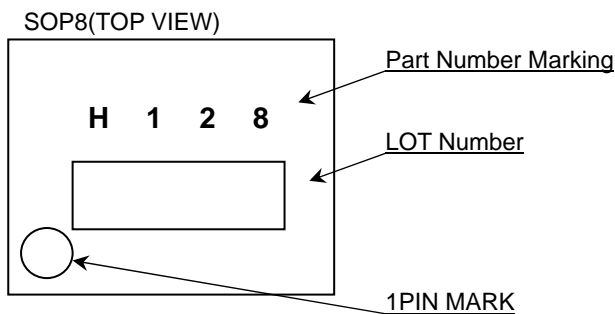 SOP8(TOP VIEW)
Part Number Marking
H 1 2 8
LOT Number
1PIN MARK